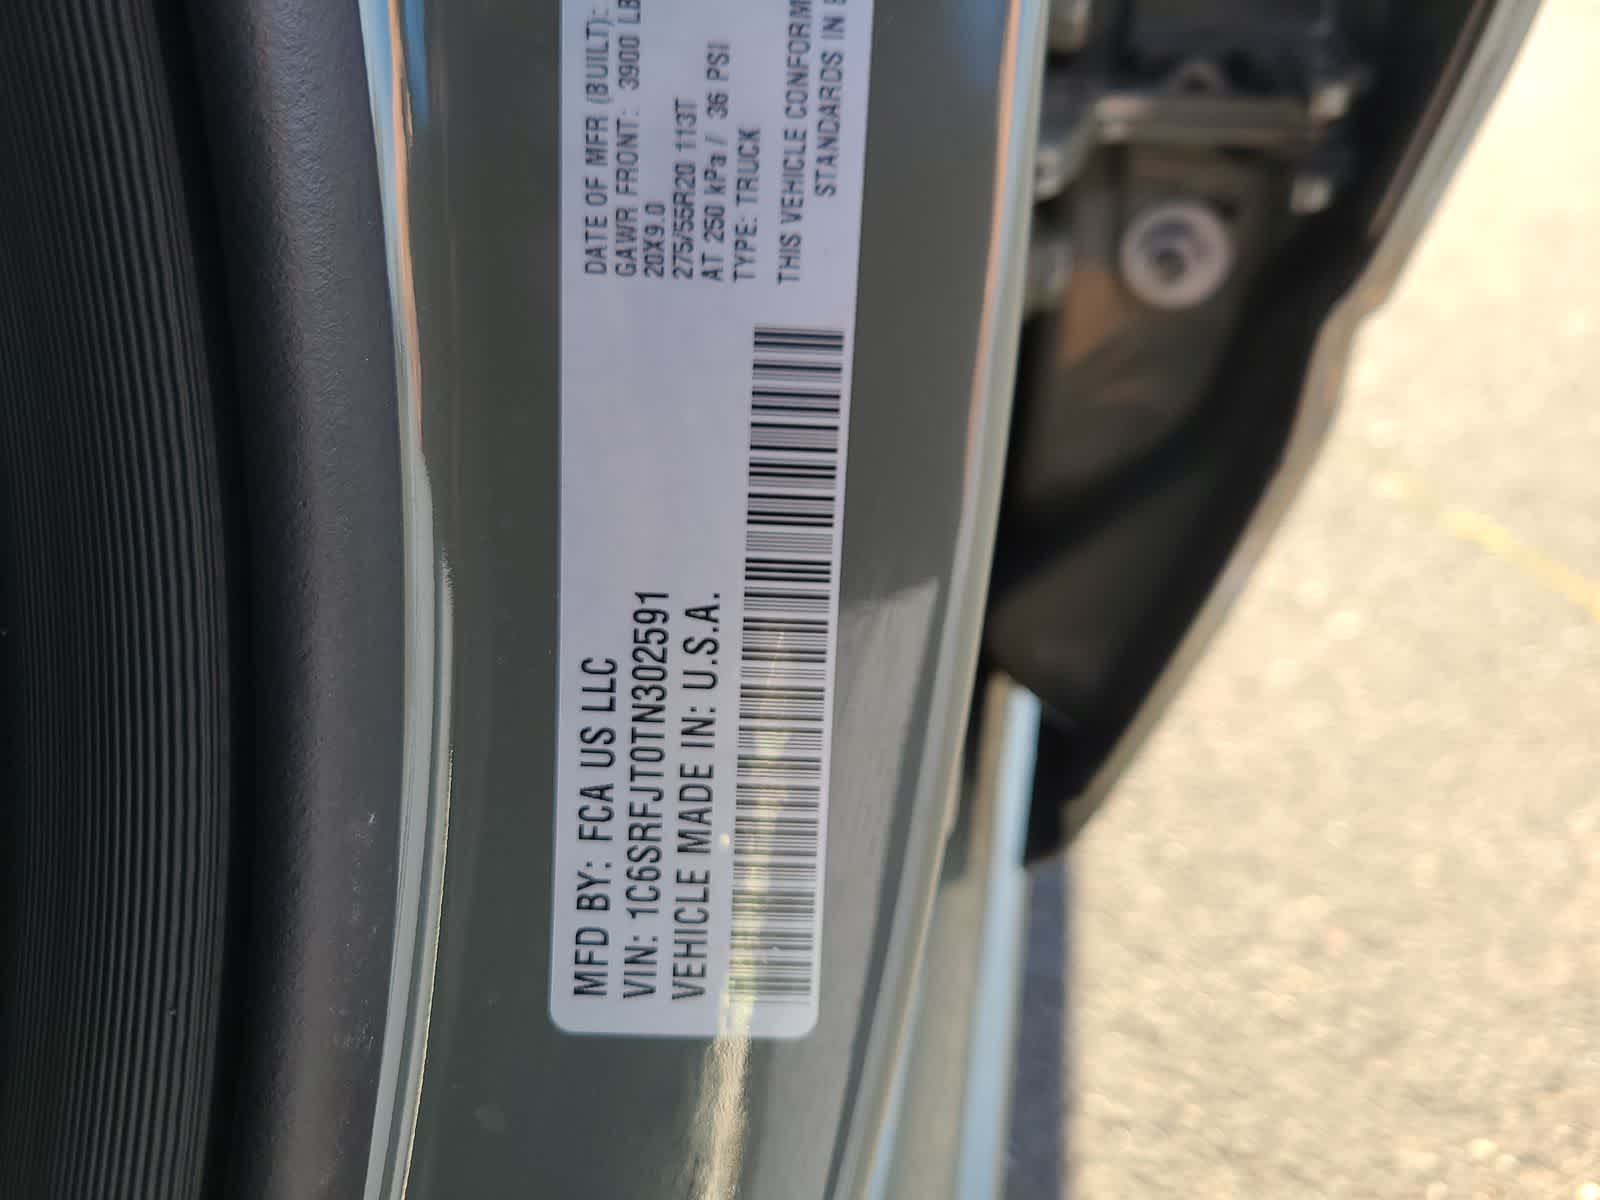 MFD BY: FCA US LLC
VIN: 1C6SRFJT0TN302591
VEHICLE MADE IN: U.S.A.
DATE OF MFR (BUILT):
GAWR FRONT: 3900 LB
20X9.0
275/55R20 113T
AT 250 kPa / 36 PSI
TYPE: TRUCK
THIS VEHICLE CONFORM
STANDARDS IN